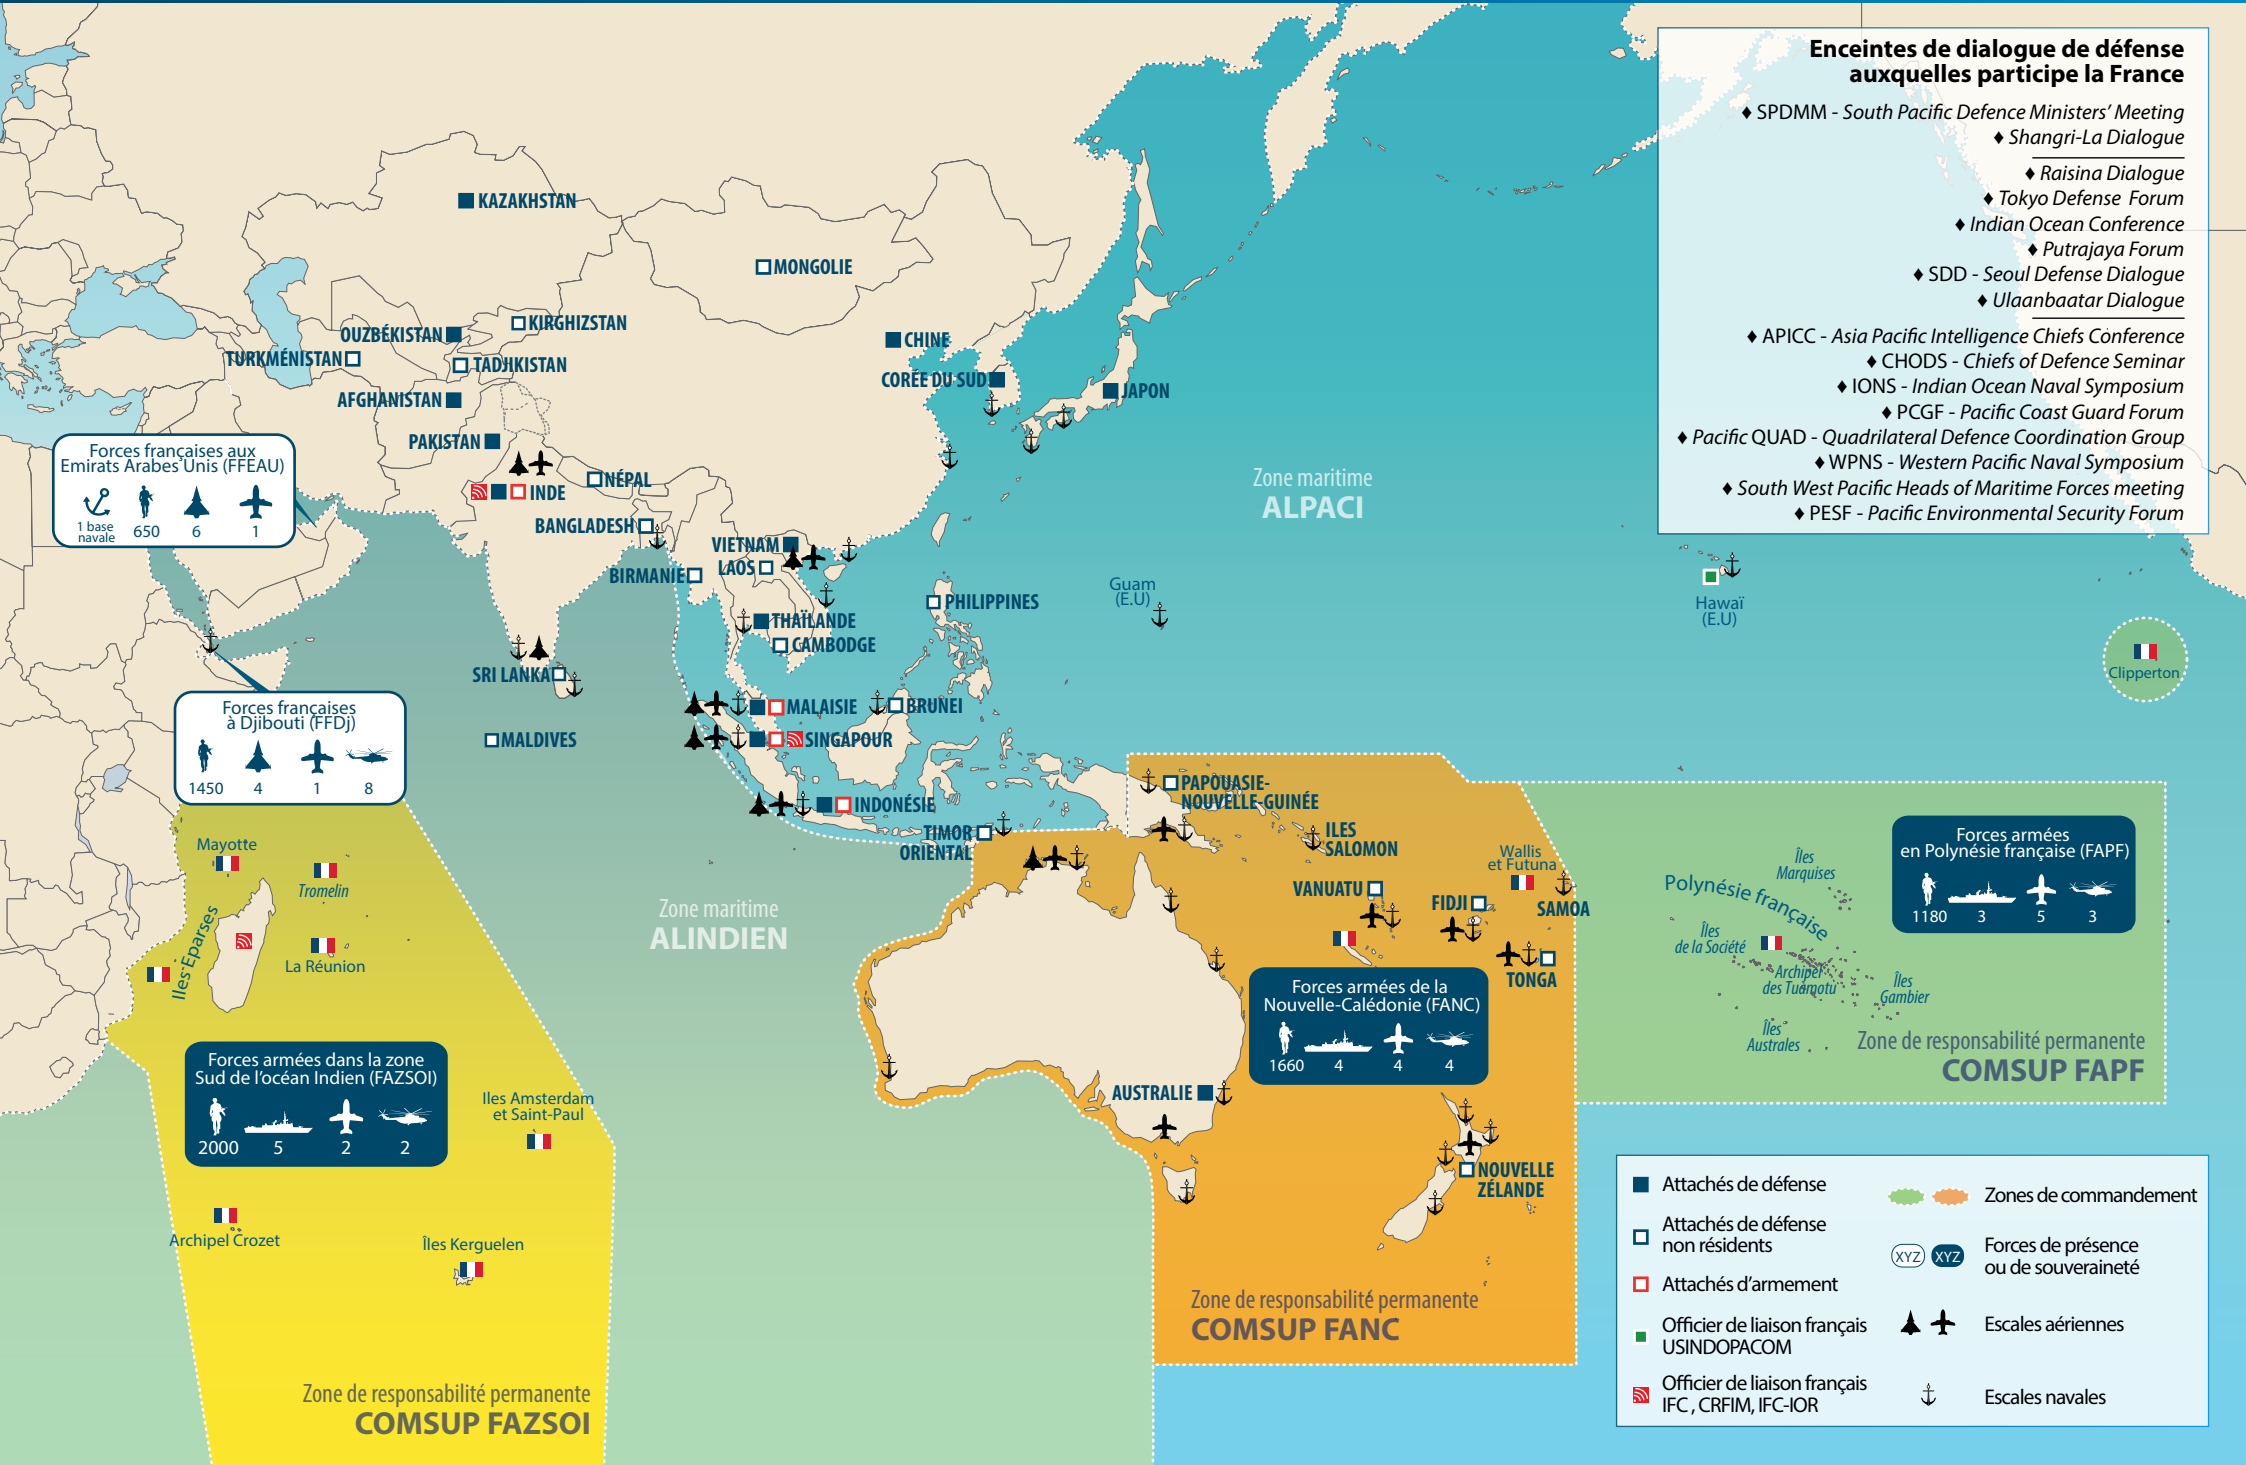 Enceintes de dialogue de défense
auxquelles participe la France
♦ SPDMM - South Pacific Defence Ministers’ Meeting
♦ Shangri-La Dialogue
♦ Raisina Dialogue
♦ Tokyo Defense Forum
♦ Indian Ocean Conference
♦ Putrajaya Forum
♦ SDD - Seoul Defense Dialogue
♦ Ulaanbaatar Dialogue
♦ APICC - Asia Pacific Intelligence Chiefs Conference
♦ CHODS - Chiefs of Defence Seminar
♦ IONS - Indian Ocean Naval Symposium
♦ PCGF - Pacific Coast Guard Forum
♦ Pacific QUAD - Quadrilateral Defence Coordination Group
♦ WPNS - Western Pacific Naval Symposium
♦ South West Pacific Heads of Maritime Forces meeting
♦ PESF - Pacific Environmental Security Forum
KAZAKHSTAN
MONGOLIE
KIRGHIZSTAN
OUZBÉKISTAN
TURKMÉNISTAN
TADJIKISTAN
AFGHANISTAN
PAKISTAN
CHINE
CORÉE DU SUD
JAPON
Forces françaises aux
Emirats Arabes Unis (FFEAU)
1 base
navale
650
6
1
NÉPAL
INDE
BANGLADESH
VIETNAM
LAOS
BIRMANIE
THAÏLANDE
CAMBODGE
PHILIPPINES
Zone maritime
ALPACI
Guam
(E.U)
Hawaï
(E.U)
Clipperton
SRI LANKA
MALDIVES
MALAISIE
BRUNEI
SINGAPOUR
INDONÉSIE
TIMOR
ORIENTAL
Forces françaises
à Djibouti (FFDj)
1450
4
1
8
PAPOUASIE-
NOUVELLE-GUINÉE
ILES
SALOMON
Wallis
et Futuna
VANUATU
FIDJI
SAMOA
TONGA
Mayotte
Tromelin
Iles Eparses
La Réunion
Zone maritime
ALINDIEN
Forces armées
en Polynésie française (FAPF)
1180
3
5
3
Îles
Marquises
Polynésie française
Îles
de la Société
Archipel
des Tuamotu
Îles
Gambier
Îles
Australes
Zone de responsabilité permanente
COMSUP FAPF
Forces armées de la
Nouvelle-Calédonie (FANC)
1660
4
4
4
Forces armées dans la zone
Sud de l’océan Indien (FAZSOI)
2000
5
2
2
Iles Amsterdam
et Saint-Paul
AUSTRALIE
NOUVELLE
ZÉLANDE
Archipel Crozet
Îles Kerguelen
Zone de responsabilité permanente
COMSUP FANC
Zone de responsabilité permanente
COMSUP FAZSOI
Attachés de défense
Attachés de défense
non résidents
Attachés d’armement
Officier de liaison français
USINDOPACOM
Officier de liaison français
IFC , CRFIM, IFC-IOR
Zones de commandement
XYZ
XYZ
Forces de présence
ou de souveraineté
Escales aériennes
Escales navales